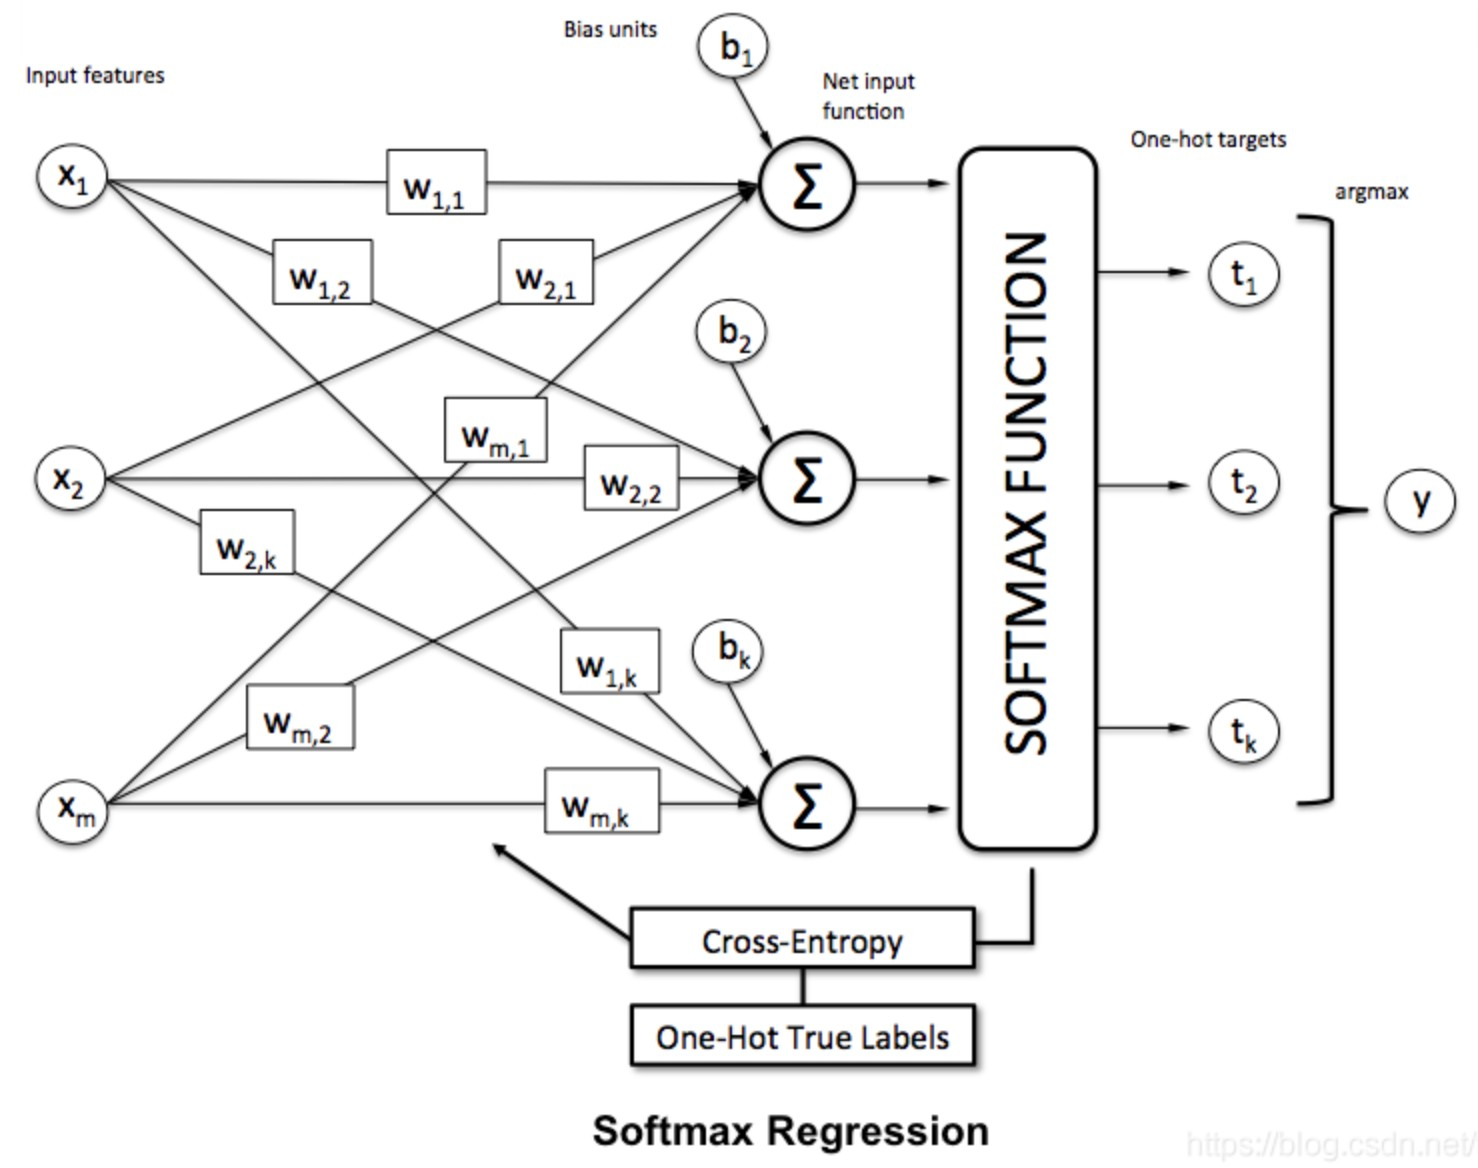 Bias units
b1
Input features
Net input
function
One-hot targets
x1
w1,1
Σ
argmax
w1,2
w2,1
t1
b2
SOFTMAX FUNCTION
wm,1
x2
w2,2
Σ
t2
y
w2,k
bk
w1,k
wm,2
tk
xm
wm,k
Σ
Cross-Entropy
One-Hot True Labels
Softmax Regression
https://blog.csdn.net/